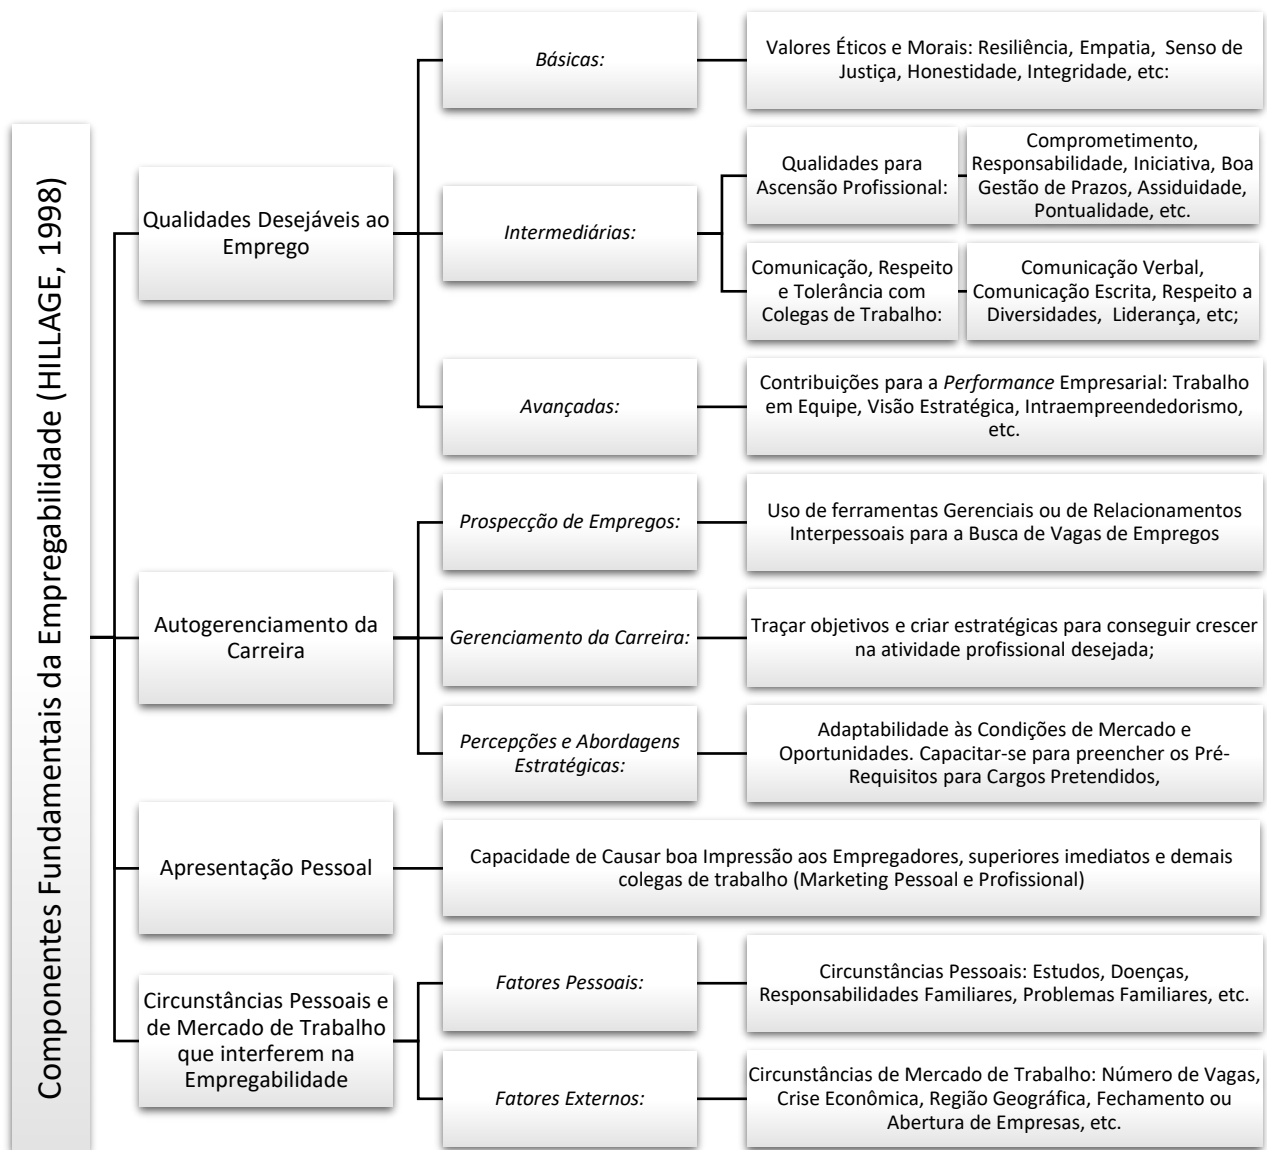 Componentes Fundamentais da Empregabilidade (HILLAGE, 1998)
Qualidades Desejáveis ao
Emprego
Básicas:
Valores Éticos e Morais: Resiliência, Empatia, Senso de
Justiça, Honestidade, Integridade, etc:
Intermediárias:
Qualidades para
Ascensão Profissional:
Comprometimento,
Responsabilidade, Iniciativa, Boa
Gestão de Prazos, Assiduidade,
Pontualidade, etc.
Comunicação, Respeito
e Tolerância com
Colegas de Trabalho:
Comunicação Verbal,
Comunicação Escrita, Respeito a
Diversidades, Liderança, etc;
Avançadas:
Contribuições para a Performance Empresarial: Trabalho
em Equipe, Visão Estratégica, Intraempreendedorismo,
etc.
Autogerenciamento da
Carreira
Prospecção de Empregos:
Uso de ferramentas Gerenciais ou de Relacionamentos
Interpessoais para a Busca de Vagas de Empregos
Gerenciamento da Carreira:
Traçar objetivos e criar estratégicas para conseguir crescer
na atividade profissional desejada;
Percepções e Abordagens
Estratégicas:
Adaptabilidade às Condições de Mercado e
Oportunidades. Capacitar-se para preencher os Pré-
Requisitos para Cargos Pretendidos,
Apresentação Pessoal
Capacidade de Causar boa Impressão aos Empregadores, superiores imediatos e demais
colegas de trabalho (Marketing Pessoal e Profissional)
Circunstâncias Pessoais e
de Mercado de Trabalho
que interferem na
Empregabilidade
Fatores Pessoais:
Circunstâncias Pessoais: Estudos, Doenças,
Responsabilidades Familiares, Problemas Familiares, etc.
Fatores Externos:
Circunstâncias de Mercado de Trabalho: Número de Vagas,
Crise Econômica, Região Geográfica, Fechamento ou
Abertura de Empresas, etc.